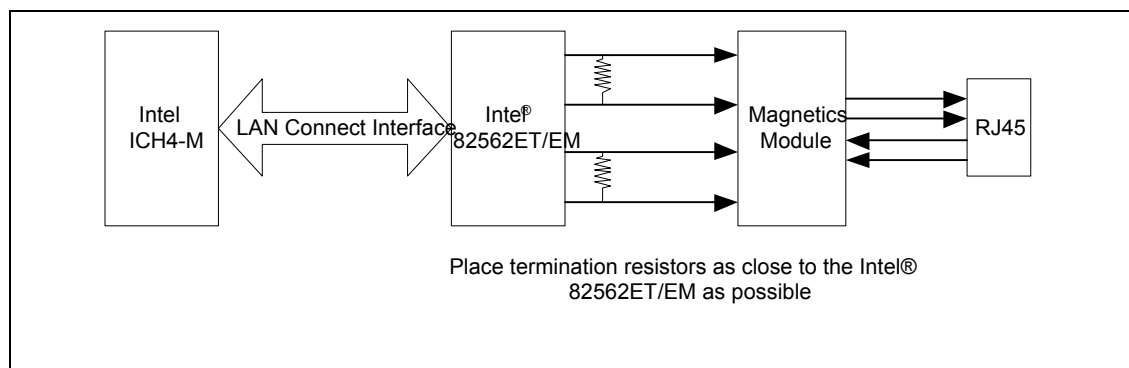 Intel
ICH4-M
LAN Connect Interface
Intel®
82562ET/EM
Magnetics
Module
RJ45
Place termination resistors as close to the Intel®
82562ET/EM as possible